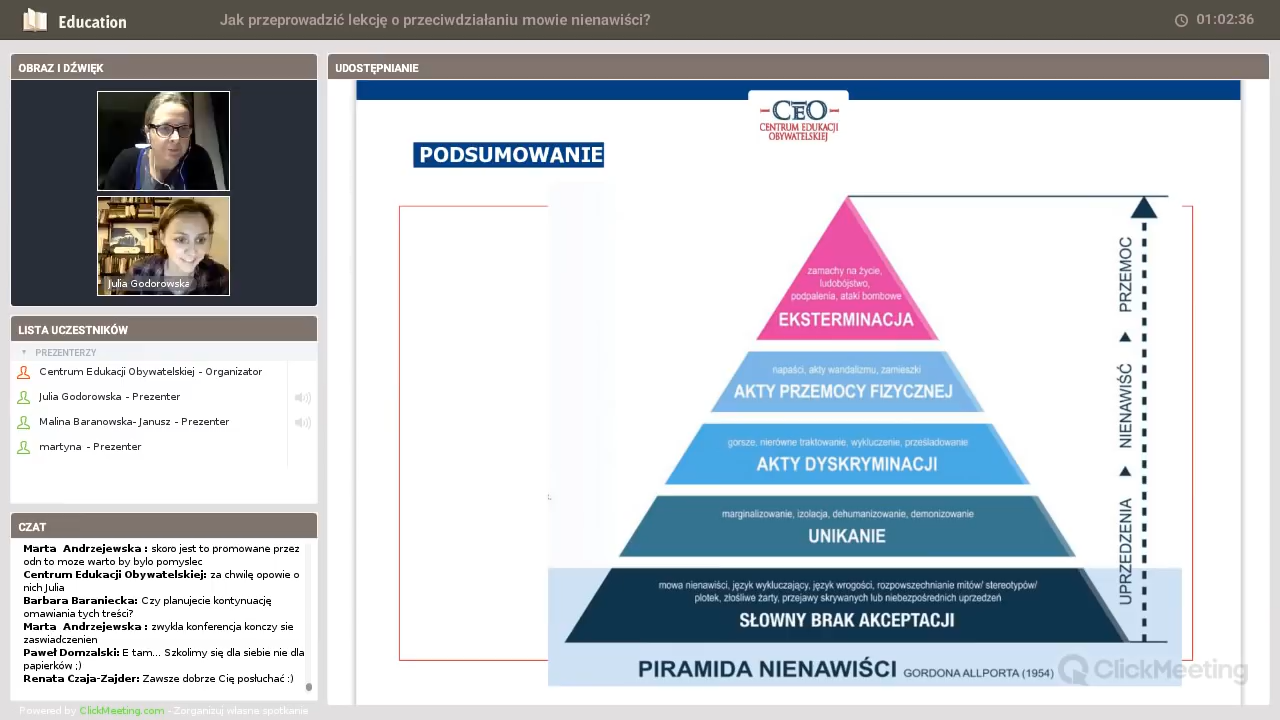 Education
Jak przeprowadzić lekcję o przeciwdziałaniu mowie nienawiści?
01:02:36
OBRAZ I DŹWIĘK
Julia Godorowska
LISTA UCZESTNIKÓW
PREZENTERZY
Centrum Edukacji Obywatelskiej - Organizator
Julia Godorowska - Prezenter
Malina Baranowska- Janusz - Prezenter
martyna - Prezenter
CZAT
Marta Andrzejewska : skoro jest to promowane przez
odn to moze warto by bylo pomyslec
Centrum Edukacji Obywatelskiej: za chwilę opowie o
nich Julia
Barbara Bandola : Czy planujecie kontynuację
omawiania tych treści?
Marta Andrzejewska : zwykla konferencja konczy sie
zaswiadczenien
Paweł Domzalski: E tam... Szkolimy się dla siebie nie dla
papierków ;)
Renata Czaja-Zajder: Zawsze dobrze Cię posłuchać :)
Powered by ClickMeeting.com - Zorganizuj własne spotkanie
UDOSTĘPNIANIE
CEO
CENTRUM EDUKACJI
OBYWATELSKIEJ
PODSUMOWANIE
zamachy na życie,
ludobójstwo,
podpalenia, ataki bombowe
EKSTERMINACJA
napaści, akty wandalizmu, zamieszki
AKTY PRZEMOCY FIZYCZNEJ
gorsze, nierówne traktowanie, wykluczenie, prześladowanie
AKTY DYSKRYMINACJI
marginalizowanie, izolacja, dehumanizowanie, demonizowanie
UNIKANIE
mowa nienawiści, język wykluczający, język wrogości, rozpowszechnianie mitów/ stereotypów/
plotek, złośliwe żarty, przejawy skrywanych lub niebezpośrednich uprzedzeń
SŁOWNY BRAK AKCEPTACJI
UPRZEDZENIA ▲ NIENAWIŚĆ ▲ PRZEMOC
PIRAMIDA NIENAWIŚCI GORDONA ALLPORTA (1954)
ClickMeeting